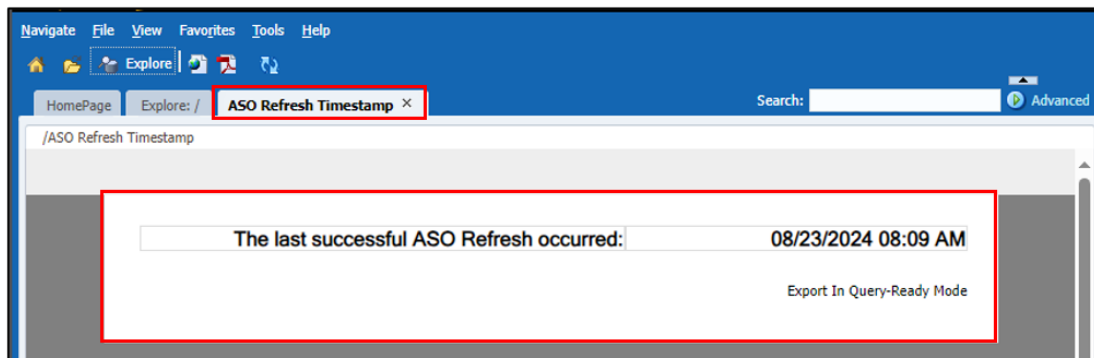 Navigate File View Favorites Tools Help
Explore
HomePage Explore: / ASO Refresh Timestamp × Search: Advanced
/ASO Refresh Timestamp
The last successful ASO Refresh occurred: 08/23/2024 08:09 AM
Export In Query-Ready Mode